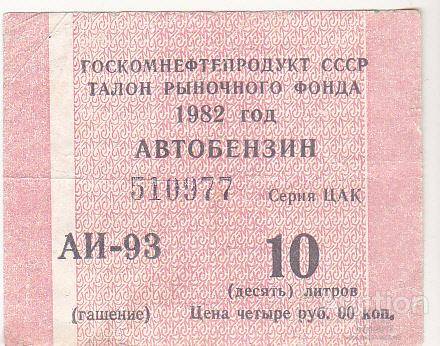 ГОСКОМНЕФТЕПРОДУКТ СССР
ТАЛОН РЫНОЧНОГО ФОНДА
1982 год
АВТОБЕНЗИН
510977 Серия ЦАК
АИ-93 10
(десять) литров
(гашение) Цена четыре руб. 00 коп.